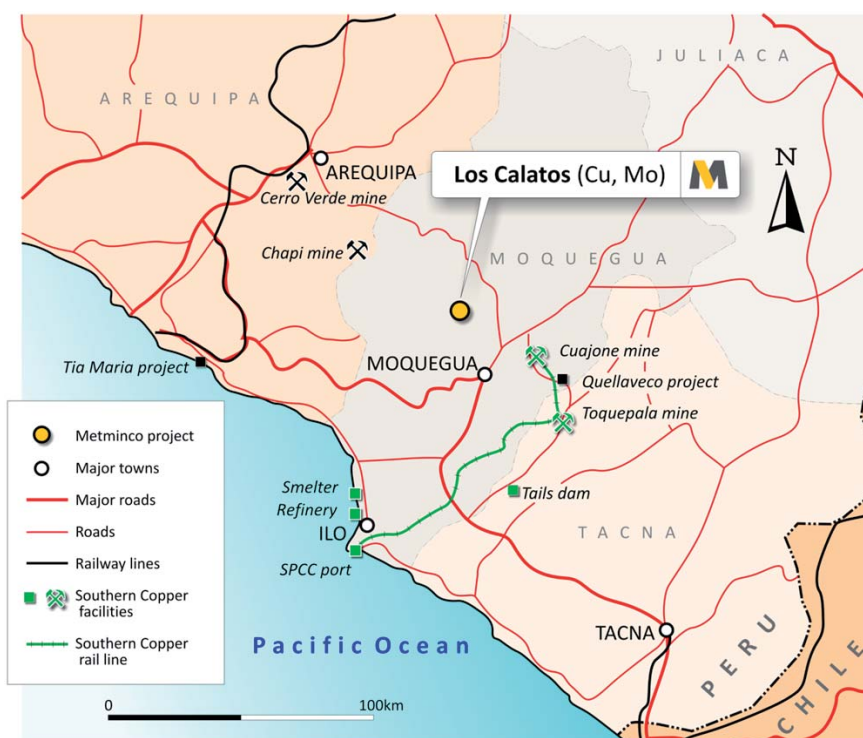 JULIACA
AREQUIPA
AREQUIPA
Cerro Verde mine
Los Calatos (Cu, Mo)
N
Chapi mine
MOQUEGUA
Tia Maria project
MOQUEGUA
Cuajone mine
Quellaveco project
Toquepala mine
Metminco project
Major towns
Major roads
Roads
Railway lines
Southern Copper
facilities
Southern Copper
rail line
Smelter
Refinery
ILO
SPCC port
Tails dam
TACNA
TACNA
Pacific Ocean
PERU
CHILE
0
100km